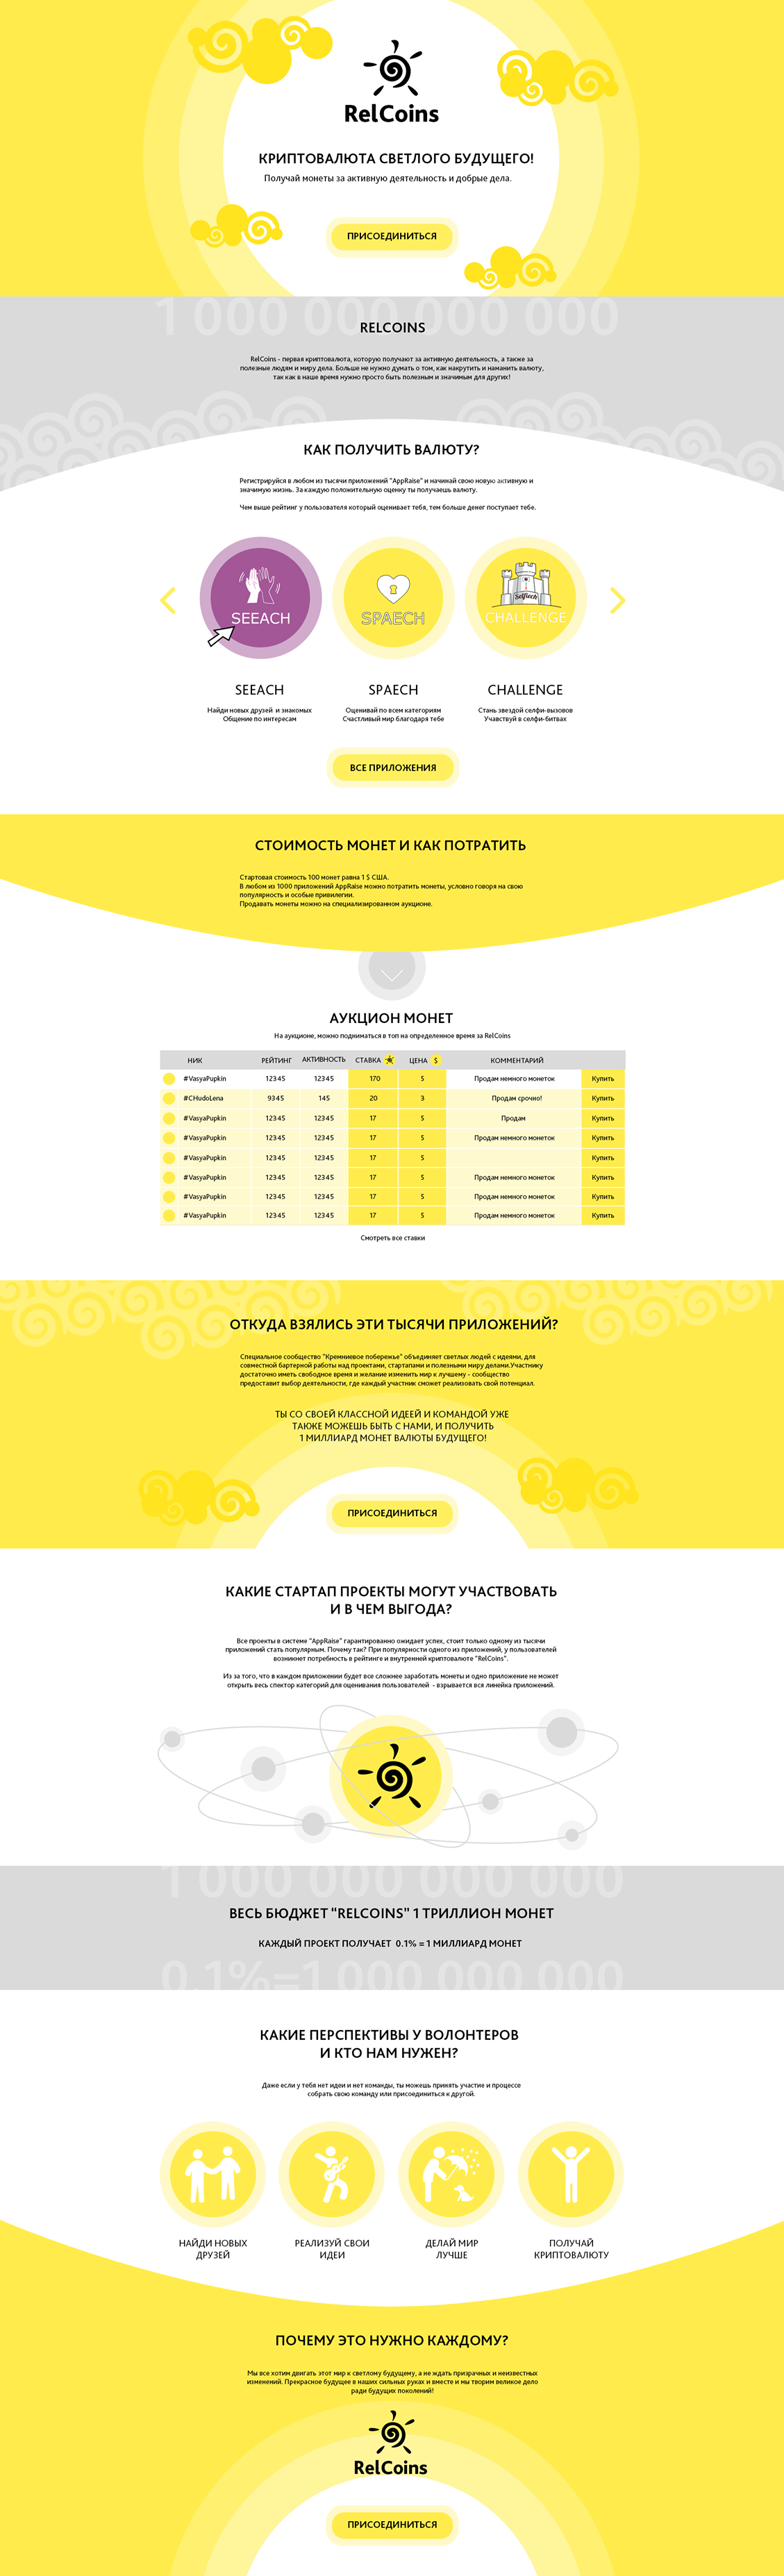 RelCoins
КРИПТОВАЛЮТА СВЕТЛОГО БУДУЩЕГО!
Получай монеты за активную деятельность и добрые дела.
ПРИСОЕДИНИТЬСЯ
1 000 000 000 000
RELCOINS
RelCoins - первая криптовалюта, которую получают за активную деятельность, а также за
полезные людям и миру дела. Больше не нужно думать о том, как накрутить и наманить валюту,
так как в наше время нужно просто быть полезным и значимым для других!
КАК ПОЛУЧИТЬ ВАЛЮТУ?
Регистрируйся в любом из тысячи приложений "AppRaise" и начинай свою новую активную и
значимую жизнь. За каждую положительную оценку ты получаешь валюту.
Чем выше рейтинг у пользователя который оценивает тебя, тем больше денег поступает тебе.
SEEACH
SPAECH
Selfiech
CHALLENGE
SEEACH
SPAECH
CHALLENGE
Найди новых друзей и знакомых
Общение по интересам
Оценивай по всем категориям
Счастливый мир благодаря тебе
Стань звездой селфи-вызовов
Учавствуй в селфи-битвах
ВСЕ ПРИЛОЖЕНИЯ
СТОИМОСТЬ МОНЕТ И КАК ПОТРАТИТЬ
Стартовая стоимость 100 монет равна 1 $ США.
В любом из 1000 приложений AppRaise можно потратить монеты, условно говоря на свою
популярность и особые привилегии.
Продавать монеты можно на специализированном аукционе.
АУКЦИОН МОНЕТ
На аукционе, можно подниматься в топ на определенное время за RelCoins
НИК РЕЙТИНГ АКТИВНОСТЬ СТАВКА ЦЕНА $ КОММЕНТАРИЙ
#VasyaPupkin 12345 12345 170 5 Продам немного монеток Купить
#CHudoLena 9345 145 20 3 Продам срочно! Купить
#VasyaPupkin 12345 12345 17 5 Продам Купить
#VasyaPupkin 12345 12345 17 5 Продам немного монеток Купить
#VasyaPupkin 12345 12345 17 5 Купить
#VasyaPupkin 12345 12345 17 5 Продам немного монеток Купить
#VasyaPupkin 12345 12345 17 5 Продам немного монеток Купить
#VasyaPupkin 12345 12345 17 5 Продам немного монеток Купить
Смотреть все ставки
ОТКУДА ВЗЯЛИСЬ ЭТИ ТЫСЯЧИ ПРИЛОЖЕНИЙ?
Специальное сообщество "Кремниевое побережье" объединяет светлых людей с идеями, для
совместной бартерной работы над проектами, стартапами и полезными миру делами.Участнику
достаточно иметь свободное время и желание изменить мир к лучшему - сообщество
предоставит выбор деятельности, где каждый участник сможет реализовать свой потенциал.
ТЫ СО СВОЕЙ КЛАССНОЙ ИДЕЕЙ И КОМАНДОЙ УЖЕ
ТАКЖЕ МОЖЕШЬ БЫТЬ С НАМИ, И ПОЛУЧИТЬ
1 МИЛЛИАРД МОНЕТ ВАЛЮТЫ БУДУЩЕГО!
ПРИСОЕДИНИТЬСЯ
КАКИЕ СТАРТАП ПРОЕКТЫ МОГУТ УЧАСТВОВАТЬ
И В ЧЕМ ВЫГОДА?
Все проекты в системе "AppRaise" гарантированно ожидает успех, стоит только одному из тысячи
приложений стать популярным. Почему так? При популярности одного из приложений, у пользователей
возникнет потребность в рейтинге и внутренней криптовалюте "RelCoins".
Из за того, что в каждом приложении будет все сложнее заработать монеты и одно приложение не может
открыть весь спектор категорий для оценивания пользователей - взрывается вся линейка приложений.
1 000 000 000 000
ВЕСЬ БЮДЖЕТ "RELCOINS" 1 ТРИЛЛИОН МОНЕТ
КАЖДЫЙ ПРОЕКТ ПОЛУЧАЕТ 0.1% = 1 МИЛЛИАРД МОНЕТ
0.1%=1 000 000 000
КАКИЕ ПЕРСПЕКТИВЫ У ВОЛОНТЕРОВ
И КТО НАМ НУЖЕН?
Даже если у тебя нет идеи и нет команды, ты можешь принять участие и процессе
собрать свою команду или присоединиться к другой.
НАЙДИ НОВЫХ
ДРУЗЕЙ
РЕАЛИЗУЙ СВОИ
ИДЕИ
ДЕЛАЙ МИР
ЛУЧШЕ
ПОЛУЧАЙ
КРИПТОВАЛЮТУ
ПОЧЕМУ ЭТО НУЖНО КАЖДОМУ?
Мы все хотим двигать этот мир к светлому будущему, а не ждать призрачных и неизвестных
изменений. Прекрасное будущее в наших сильных руках и вместе и мы творим великое дело
ради будущих поколений!
RelCoins
ПРИСОЕДИНИТЬСЯ